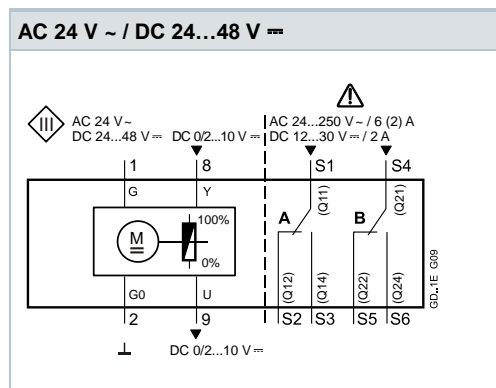 AC 24 V ~ / DC 24...48 V ⎓
III
AC 24 V ~
DC 24...48 V ⎓ DC 0/2...10 V ⎓
AC 24...250 V ~ / 6 (2) A
DC 12...30 V ⎓ / 2 A
1 8 S1 S4
G Y (Q11) (Q21)
100%
A B
M
0%
G0 U (Q12) (Q14) (Q22) (Q24)
2 9 S2 S3 S5 S6
DC 0/2...10 V ⎓
GD..1E G09